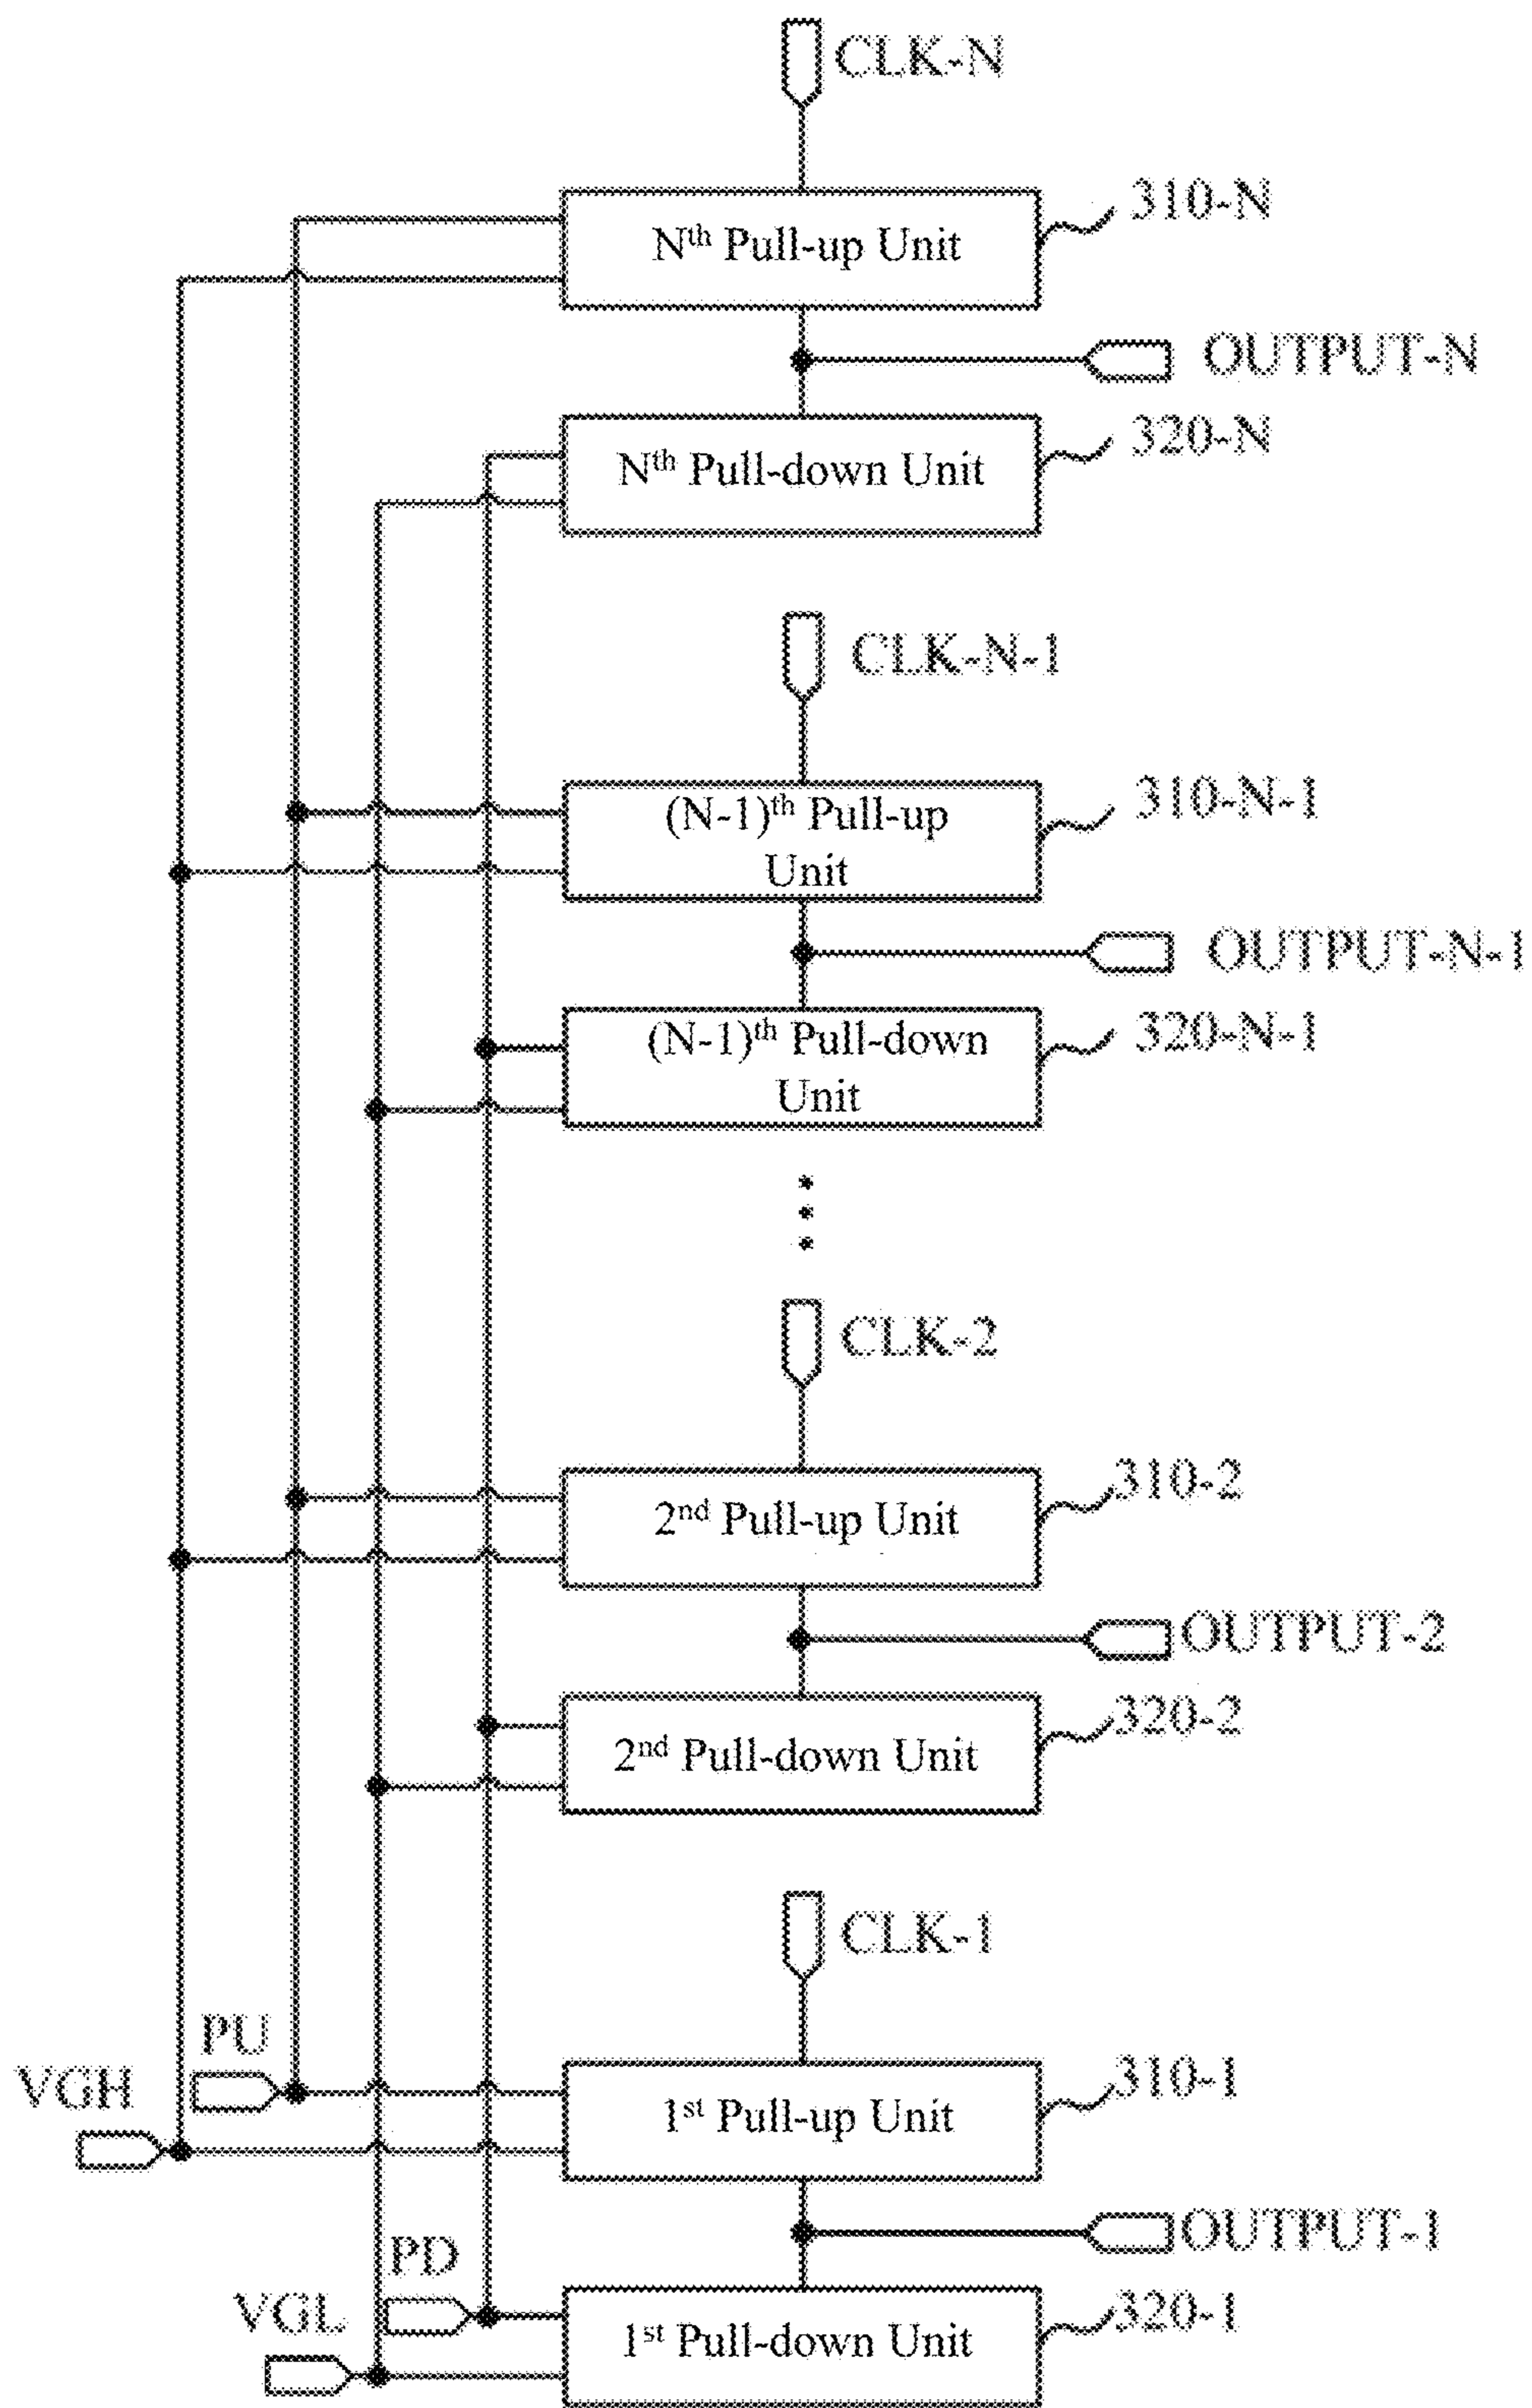 CLK-N
310-N
Nth Pull-up Unit
OUTPUT-N
320-N
Nth Pull-down Unit
CLK-N-1
310-N-1
(N-1)th Pull-up
Unit
OUTPUT-N-1
320-N-1
(N-1)th Pull-down
Unit
CLK-2
310-2
2nd Pull-up Unit
OUTPUT-2
320-2
2nd Pull-down Unit
CLK-1
PU
VGH
310-1
1st Pull-up Unit
OUTPUT-1
PD
VGL
320-1
1st Pull-down Unit